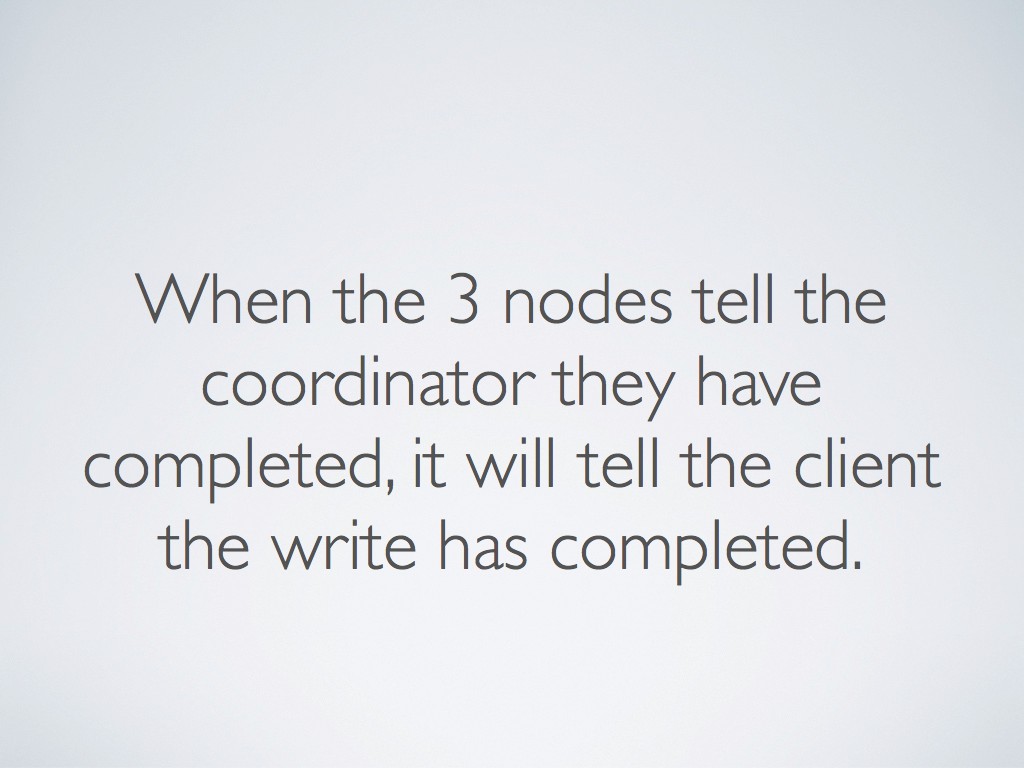 When the 3 nodes tell the
coordinator they have
completed, it will tell the client
the write has completed.